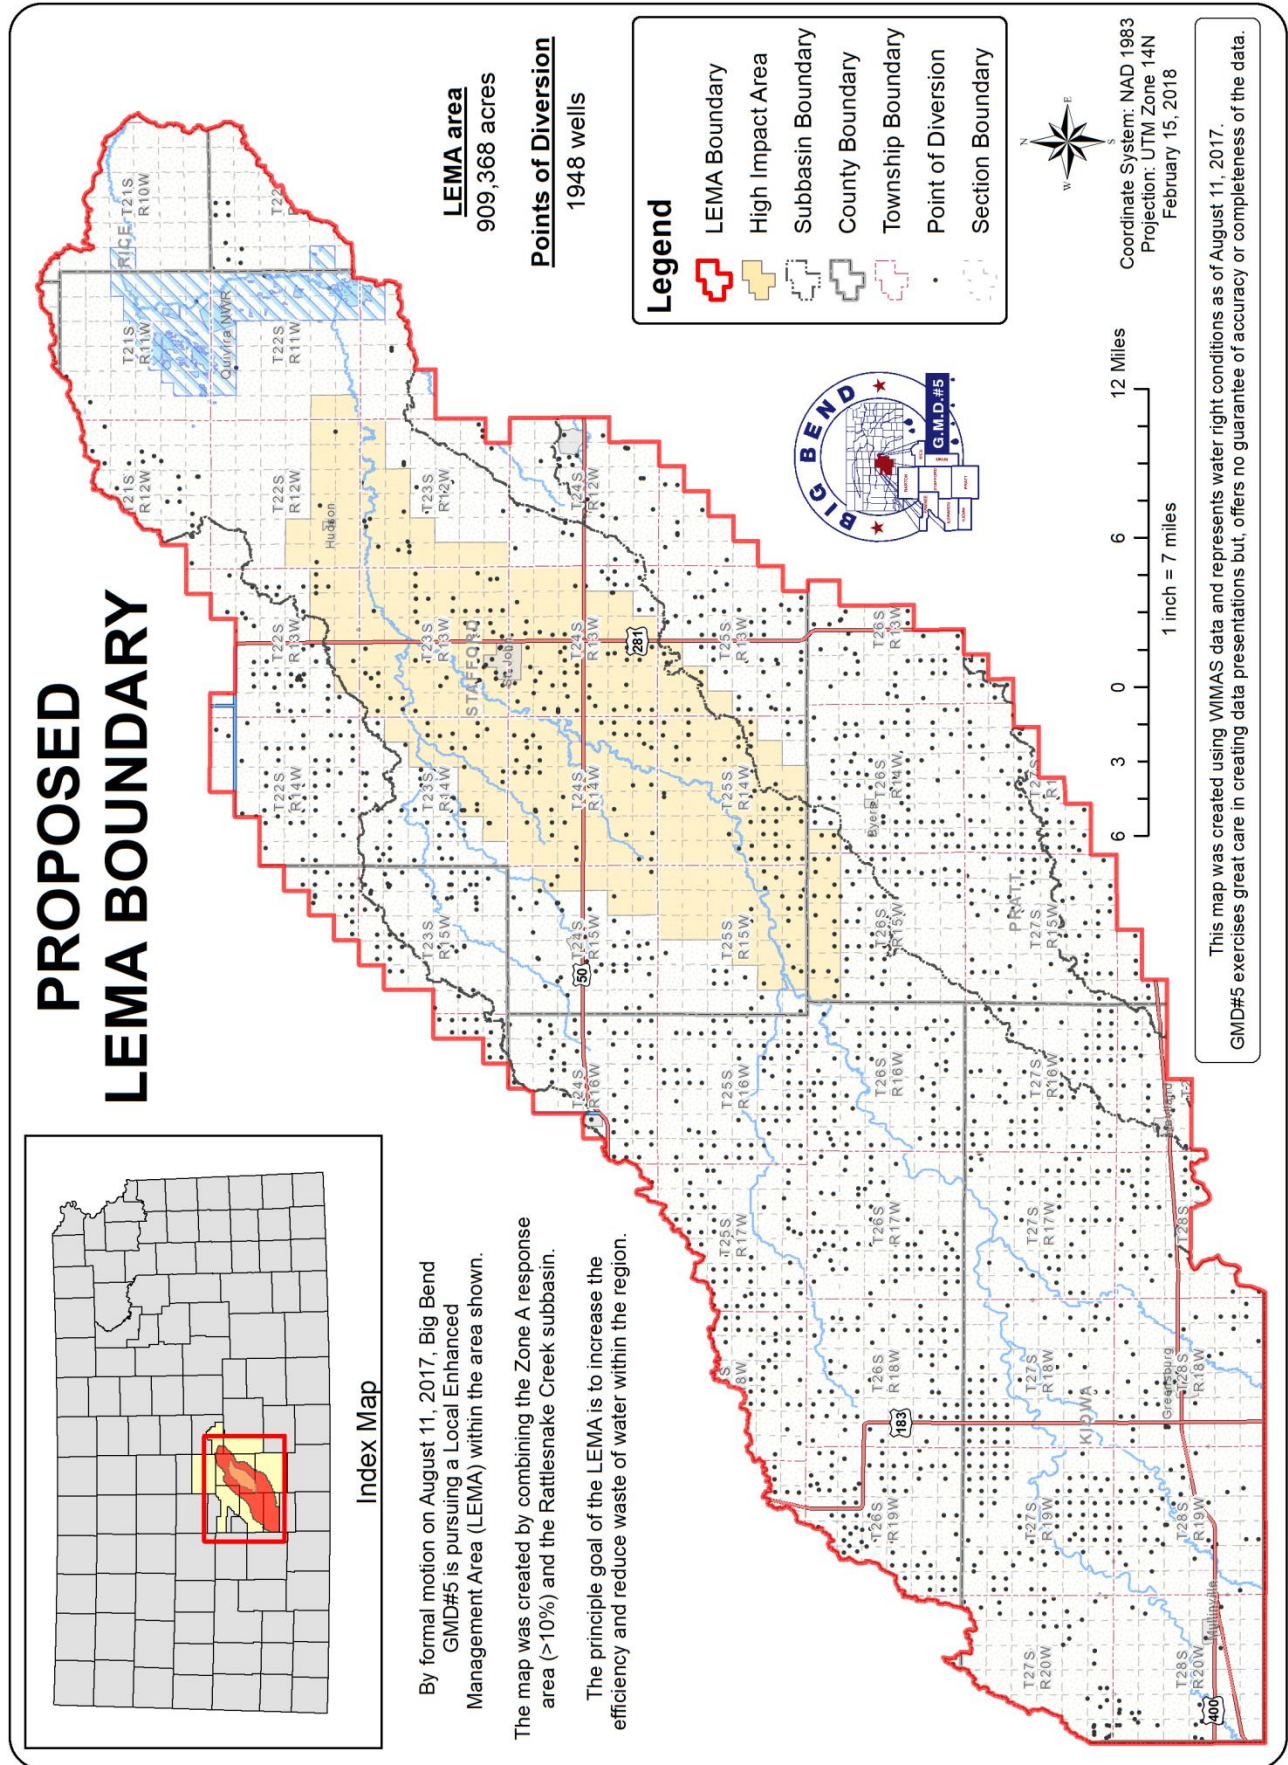 PROPOSED
LEMA BOUNDARY
Index Map
By formal motion on August 11, 2017, Big Bend
GMD#5 is pursuing a Local Enhanced
Management Area (LEMA) within the area shown.
The map was created by combining the Zone A response
area (>10%) and the Rattlesnake Creek subbasin.
The principle goal of the LEMA is to increase the
efficiency and reduce waste of water within the region.
LEMA area
909,368 acres
Points of Diversion
1948 wells
Legend
LEMA Boundary
High Impact Area
Subbasin Boundary
County Boundary
Township Boundary
Point of Diversion
Section Boundary
T21S
R12W
T21S
R11W
RICE
T21S
R10W
Quivira NWR
T22S
R14W
T22S
R13W
T22S
R12W
Hudson
T22S
R11W
T22
T23S
R15W
T23S
R14W
T23S
R13W
STAFFORD
T23S
R12W
St. John
T24S
R16W
50
T24S
R15W
T24S
R14W
T24S
R13W
T24S
R12W
281
T25S
R17W
T25S
R16W
T25S
R15W
T25S
R14W
T25S
R13W
T26S
R19W
183
T26S
R18W
T26S
R17W
T26S
R16W
T26S
R15W
Byers
T26S
R14W
T26S
R13W
T27S
R20W
T27S
R19W
T27S
R18W
KIOWA
T27S
R17W
T27S
R16W
PRATT
T27S
R15W
T27S
T28S
R20W
400
Mullinville
T28S
R19W
Greensburg
T28S
R18W
T28S
BIG BEND
G.M.D.#5
6 3 0 6 12 Miles
1 inch = 7 miles
N
W
E
S
Coordinate System: NAD 1983
Projection: UTM Zone 14N
February 15, 2018
This map was created using WIMAS data and represents water right conditions as of August 11, 2017.
GMD#5 exercises great care in creating data presentations but, offers no guarantee of accuracy or completeness of the data.